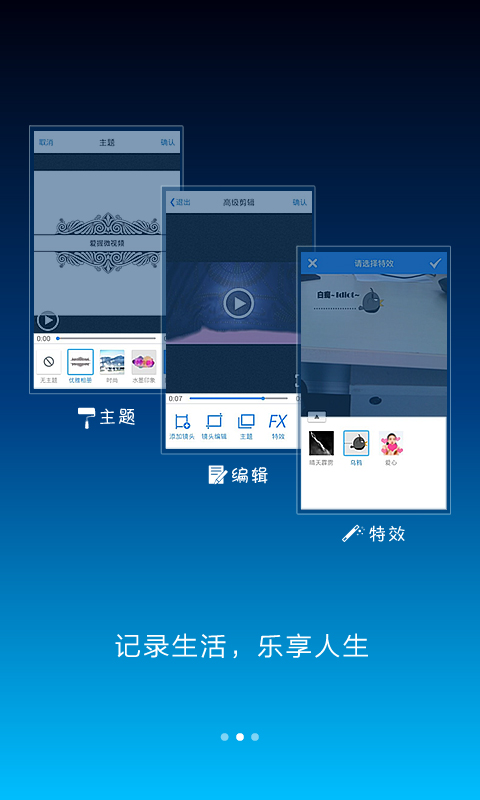 取消 主题 确认
爱握微视频
0:00
无主题 优雅相册 时尚 水墨印象
主题
退出 高级剪辑 确认
0:07
添加镜头 镜头编辑 主题 FX 特效
编辑
请选择特效
白痴~Idiot~
晴天霹雳 乌鸦 爱心
特效
记录生活，乐享人生